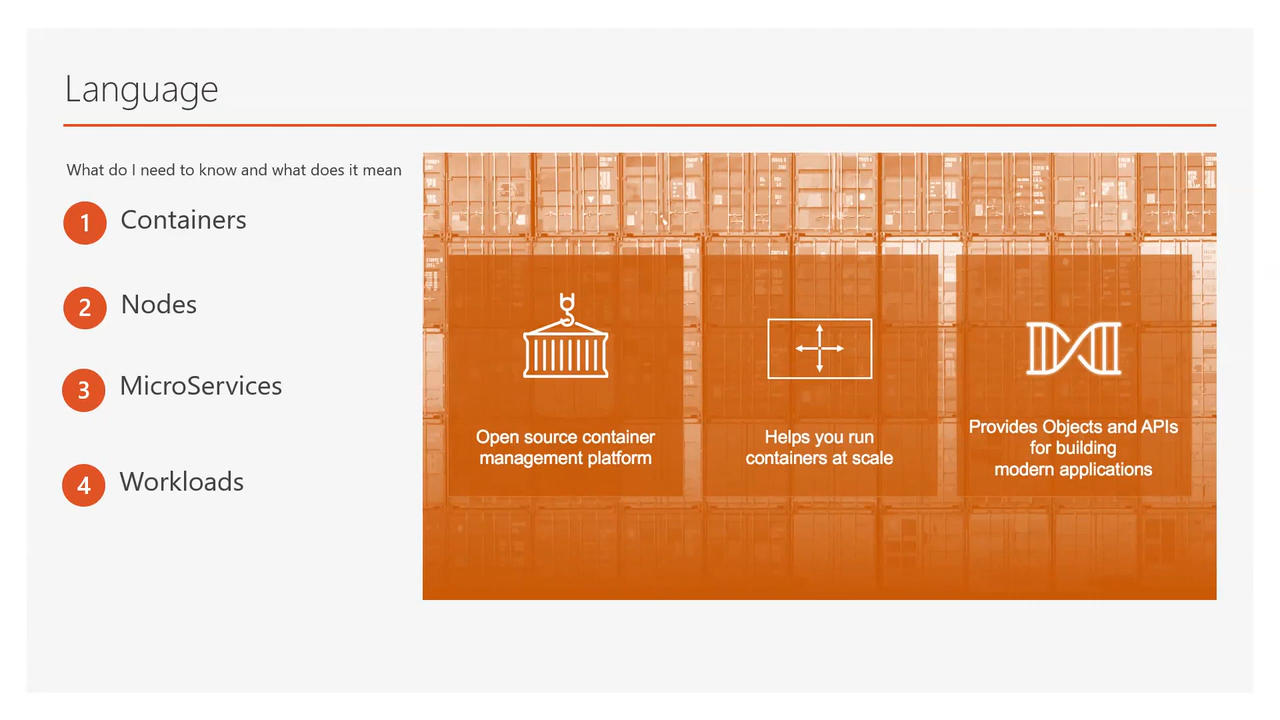 Language
What do I need to know and what does it mean
1 Containers
2 Nodes
3 MicroServices
4 Workloads
Open source container
management platform
Helps you run
containers at scale
Provides Objects and APIs
for building
modern applications